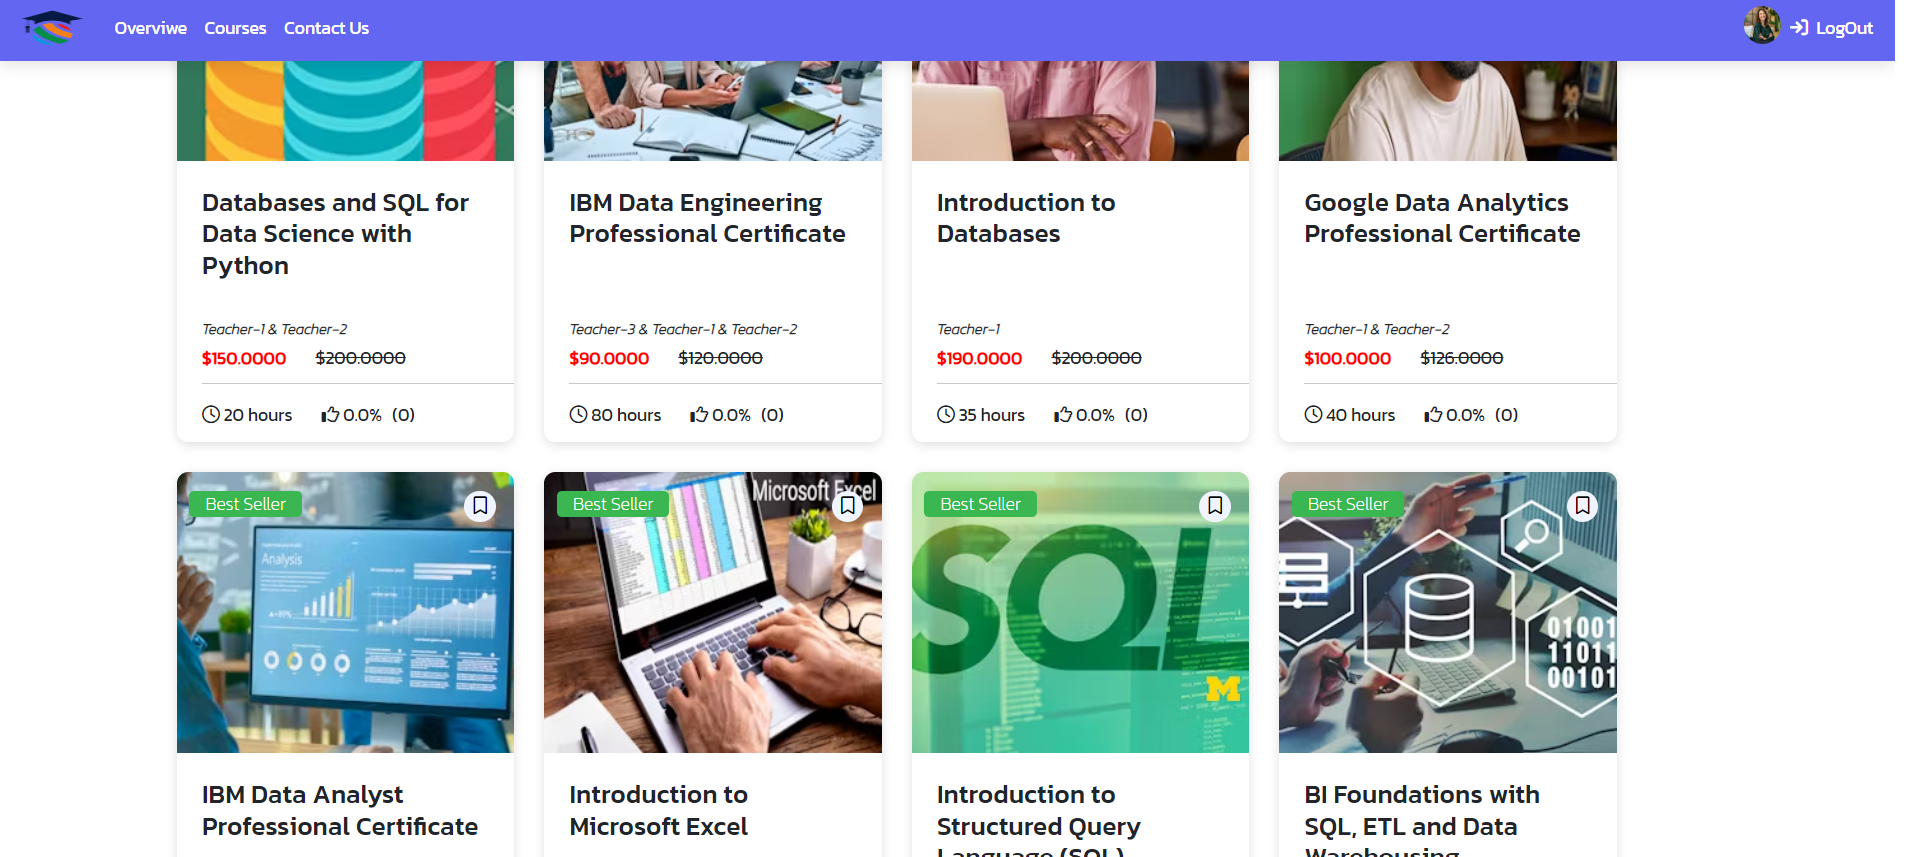 Overviwe Courses Contact Us LogOut
Databases and SQL for
Data Science with
Python
Teacher-1 & Teacher-2
$150.0000 $200.0000
20 hours 0.0% (0)
IBM Data Engineering
Professional Certificate
Teacher-3 & Teacher-1 & Teacher-2
$90.0000 $120.0000
80 hours 0.0% (0)
Introduction to
Databases
Teacher-1
$190.0000 $200.0000
35 hours 0.0% (0)
Google Data Analytics
Professional Certificate
Teacher-1 & Teacher-2
$100.0000 $126.0000
40 hours 0.0% (0)
Best Seller
Analysis
IBM Data Analyst
Professional Certificate
Best Seller
Microsoft Excel
Introduction to
Microsoft Excel
Best Seller
SQL
M
Introduction to
Structured Query
Language (SQL)
Best Seller
01001
11011
00101
BI Foundations with
SQL, ETL and Data
Warehousing